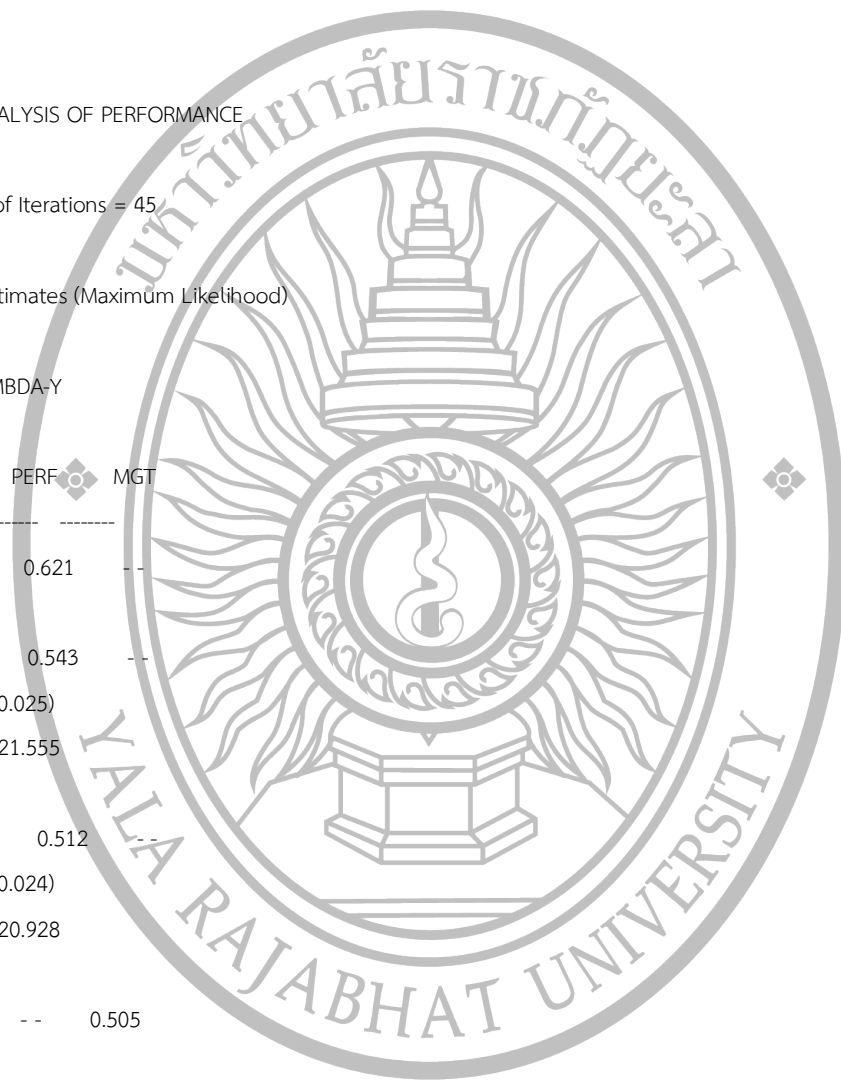 มหาวิทยาลัยราชภัฏยะลา
ALYSIS OF PERFORMANCE
of Iterations = 45
timates (Maximum Likelihood)
MBDA-Y
PERF MGT
------ --------
0.621 - -
0.543 - -
0.025)
21.555
0.512 - -
0.024)
20.928
- - 0.505
YALA RAJABHAT UNIVERSITY